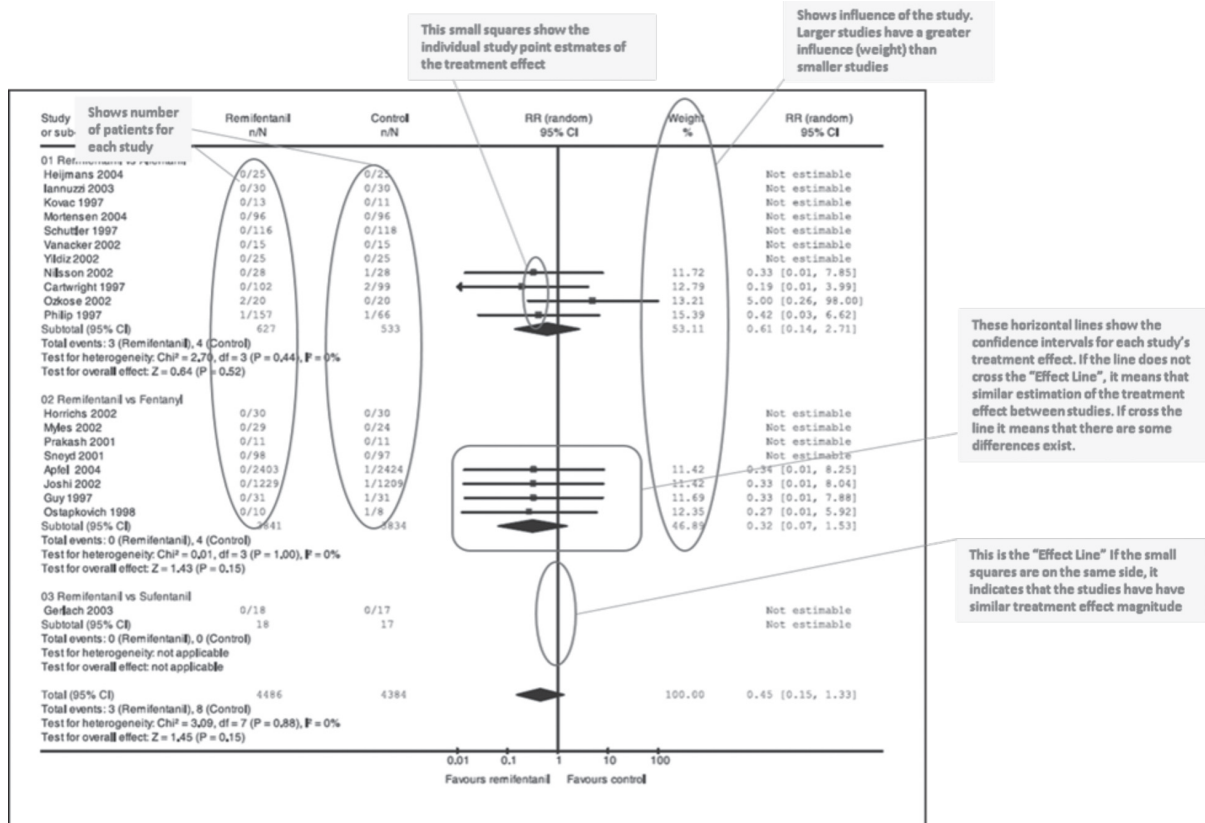 This small squares show the
individual study point estmates of
the treatment effect
Shows influence of the study.
Larger studies have a greater
influence (weight) than
smaller studies
Shows number
of patients for
each study
Study Remifentanil Control RR (random) Weight RR (random)
or sub- n/N n/N 95% CI % 95% CI
01 Remifentanil vs Alfentanil
Heijmans 2004 0/25 0/25 Not estimable
Iannuzzi 2003 0/30 0/30 Not estimable
Kovac 1997 0/13 0/11 Not estimable
Mortensen 2004 0/96 0/96 Not estimable
Schuttler 1997 0/116 0/118 Not estimable
Vanacker 2002 0/15 0/15 Not estimable
Yildiz 2002 0/25 0/25 Not estimable
Nilsson 2002 0/28 1/28 11.72 0.33 [0.01, 7.85]
Cartwright 1997 0/102 2/99 12.79 0.19 [0.01, 3.99]
Ozkose 2002 2/20 0/20 13.21 5.00 [0.26, 98.00]
Philip 1997 1/157 1/66 15.39 0.42 [0.03, 6.62]
Subtotal (95% CI) 627 533 53.11 0.61 [0.14, 2.71]
Total events: 3 (Remifentanil), 4 (Control)
Test for heterogeneity: Chi² = 2.70, df = 3 (P = 0.44), I² = 0%
Test for overall effect: Z = 0.64 (P = 0.52)
02 Remifentanil vs Fentanyl
Horrichs 2002 0/30 0/30 Not estimable
Myles 2002 0/29 0/24 Not estimable
Prakash 2001 0/11 0/11 Not estimable
Sneyd 2001 0/98 0/97 Not estimable
Apfel 2004 0/2403 1/2424 11.42 0.34 [0.01, 8.25]
Joshi 2002 0/1229 1/1209 11.42 0.33 [0.01, 8.04]
Guy 1997 0/31 1/31 11.69 0.33 [0.01, 7.88]
Ostapkovich 1998 0/10 1/8 12.35 0.27 [0.01, 5.92]
Subtotal (95% CI) 3841 3834 46.89 0.32 [0.07, 1.53]
Total events: 0 (Remifentanil), 4 (Control)
Test for heterogeneity: Chi² = 0.01, df = 3 (P = 1.00), I² = 0%
Test for overall effect: Z = 1.43 (P = 0.15)
03 Remifentanil vs Sufentanil
Gerlach 2003 0/18 0/17 Not estimable
Subtotal (95% CI) 18 17 Not estimable
Total events: 0 (Remifentanil), 0 (Control)
Test for heterogeneity: not applicable
Test for overall effect: not applicable
Total (95% CI) 4486 4384 100.00 0.45 [0.15, 1.33]
Total events: 3 (Remifentanil), 8 (Control)
Test for heterogeneity: Chi² = 3.09, df = 7 (P = 0.88), I² = 0%
Test for overall effect: Z = 1.45 (P = 0.15)
0.01 0.1 1 10 100
Favours remifentanil Favours control
These horizontal lines show the
confidence intervals for each study's
treatment effect. If the line does not
cross the "Effect Line", it means that
similar estimation of the treatment
effect between studies. If cross the
line it means that there are some
differences exist.
This is the "Effect Line" If the small
squares are on the same side, it
indicates that the studies have have
similar treatment effect magnitude